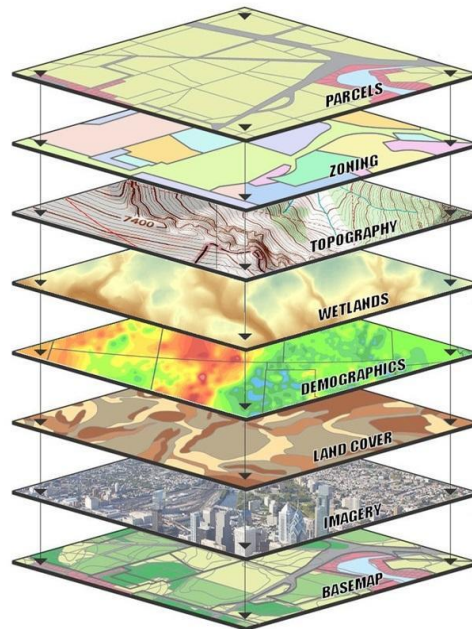 PARCELS
ZONING
7400
TOPOGRAPHY
WETLANDS
DEMOGRAPHICS
LAND COVER
IMAGERY
BASEMAP